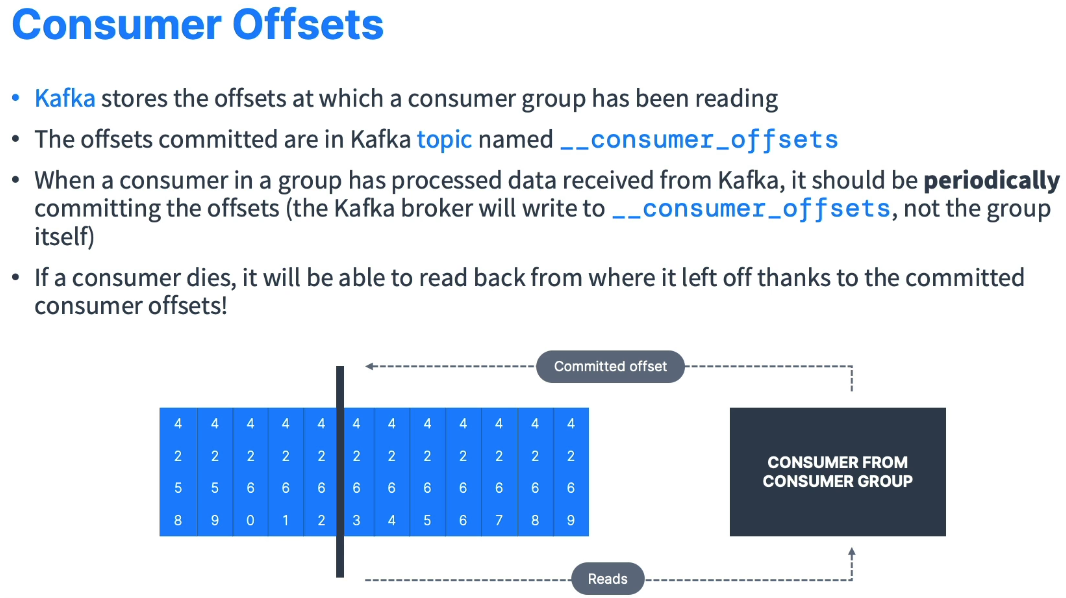 Consumer Offsets
• Kafka stores the offsets at which a consumer group has been reading
• The offsets committed are in Kafka topic named __consumer_offsets
• When a consumer in a group has processed data received from Kafka, it should be periodically
committing the offsets (the Kafka broker will write to __consumer_offsets, not the group
itself)
• If a consumer dies, it will be able to read back from where it left off thanks to the committed
consumer offsets!
Committed offset
4 4 4 4 4 4 4 4 4 4 4 4
2 2 2 2 2 2 2 2 2 2 2 2
5 5 6 6 6 6 6 6 6 6 6 6
8 9 0 1 2 3 4 5 6 7 8 9
CONSUMER FROM
CONSUMER GROUP
Reads